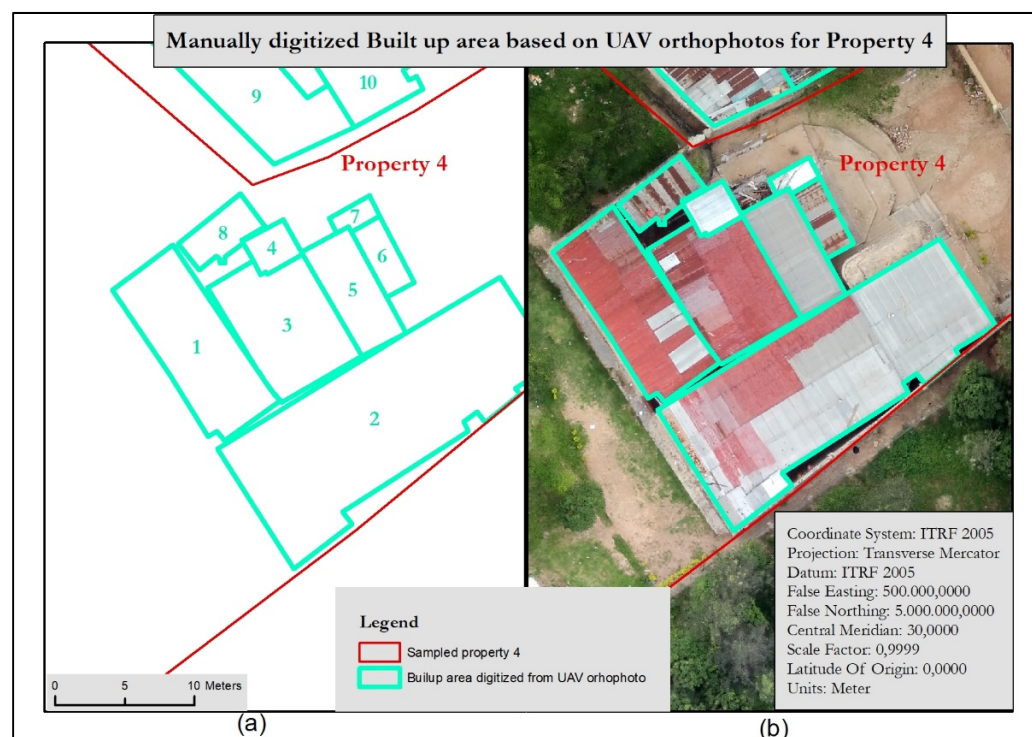 Manually digitized Built up area based on UAV orthophotos for Property 4
9
10
Property 4
7
8
4
6
5
3
1
2
Property 4
Legend
Sampled property 4
Builup area digitized from UAV orhophoto
0 5 10 Meters
Coordinate System: ITRF 2005
Projection: Transverse Mercator
Datum: ITRF 2005
False Easting: 500.000,0000
False Northing: 5.000.000,0000
Central Meridian: 30,0000
Scale Factor: 0,9999
Latitude Of Origin: 0,0000
Units: Meter
(a)
(b)